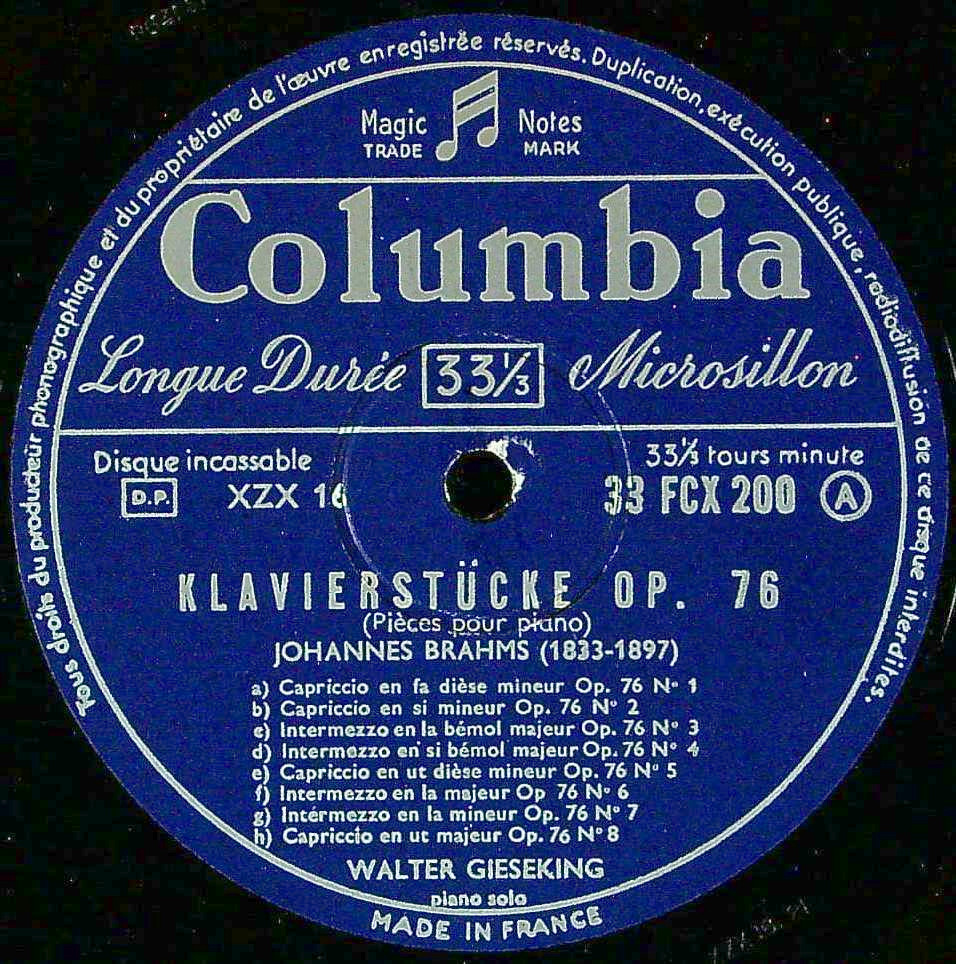 Tous droits du producteur phonographique et du propriétaire de l'œuvre enregistrée réservés. Duplication, exécution publique, radiodiffusion de ce disque interdites.
Magic Notes
TRADE MARK
Columbia
Longue Durée 33⅓ Microsillon
Disque incassable 33⅓ tours minute
D.P. XZX 16 33 FCX 200 A
KLAVIERSTÜCKE OP. 76
(Pièces pour piano)
JOHANNES BRAHMS (1833-1897)
a) Capriccio en fa dièse mineur Op. 76 N° 1
b) Capriccio en si mineur Op. 76 N° 2
c) Intermezzo en la bémol majeur Op. 76 N° 3
d) Intermezzo en si bémol majeur Op. 76 N° 4
e) Capriccio en ut dièse mineur Op. 76 N° 5
f) Intermezzo en la majeur Op 76 N° 6
g) Intérmezzo en la mineur Op. 76 N° 7
h) Capriccio en ut majeur Op. 76 N° 8
WALTER GIESEKING
piano solo
MADE IN FRANCE